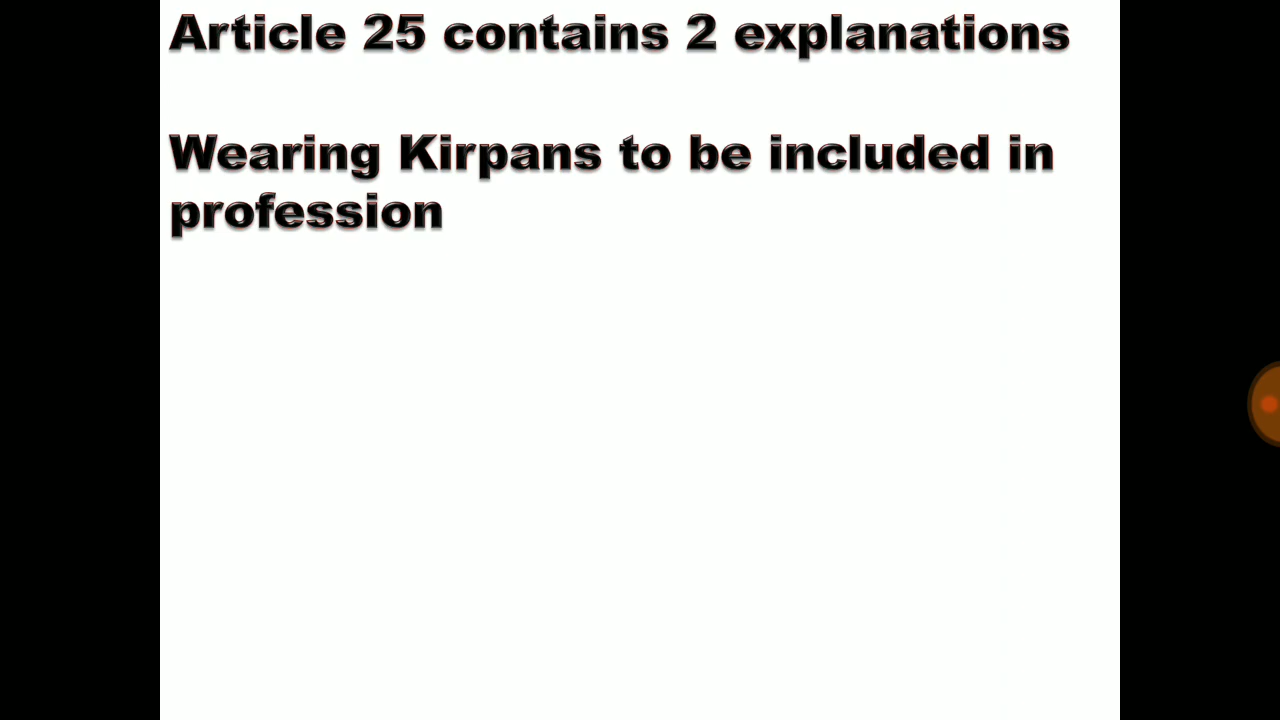 Article 25 contains 2 explanations
Wearing Kirpans to be included in
profession